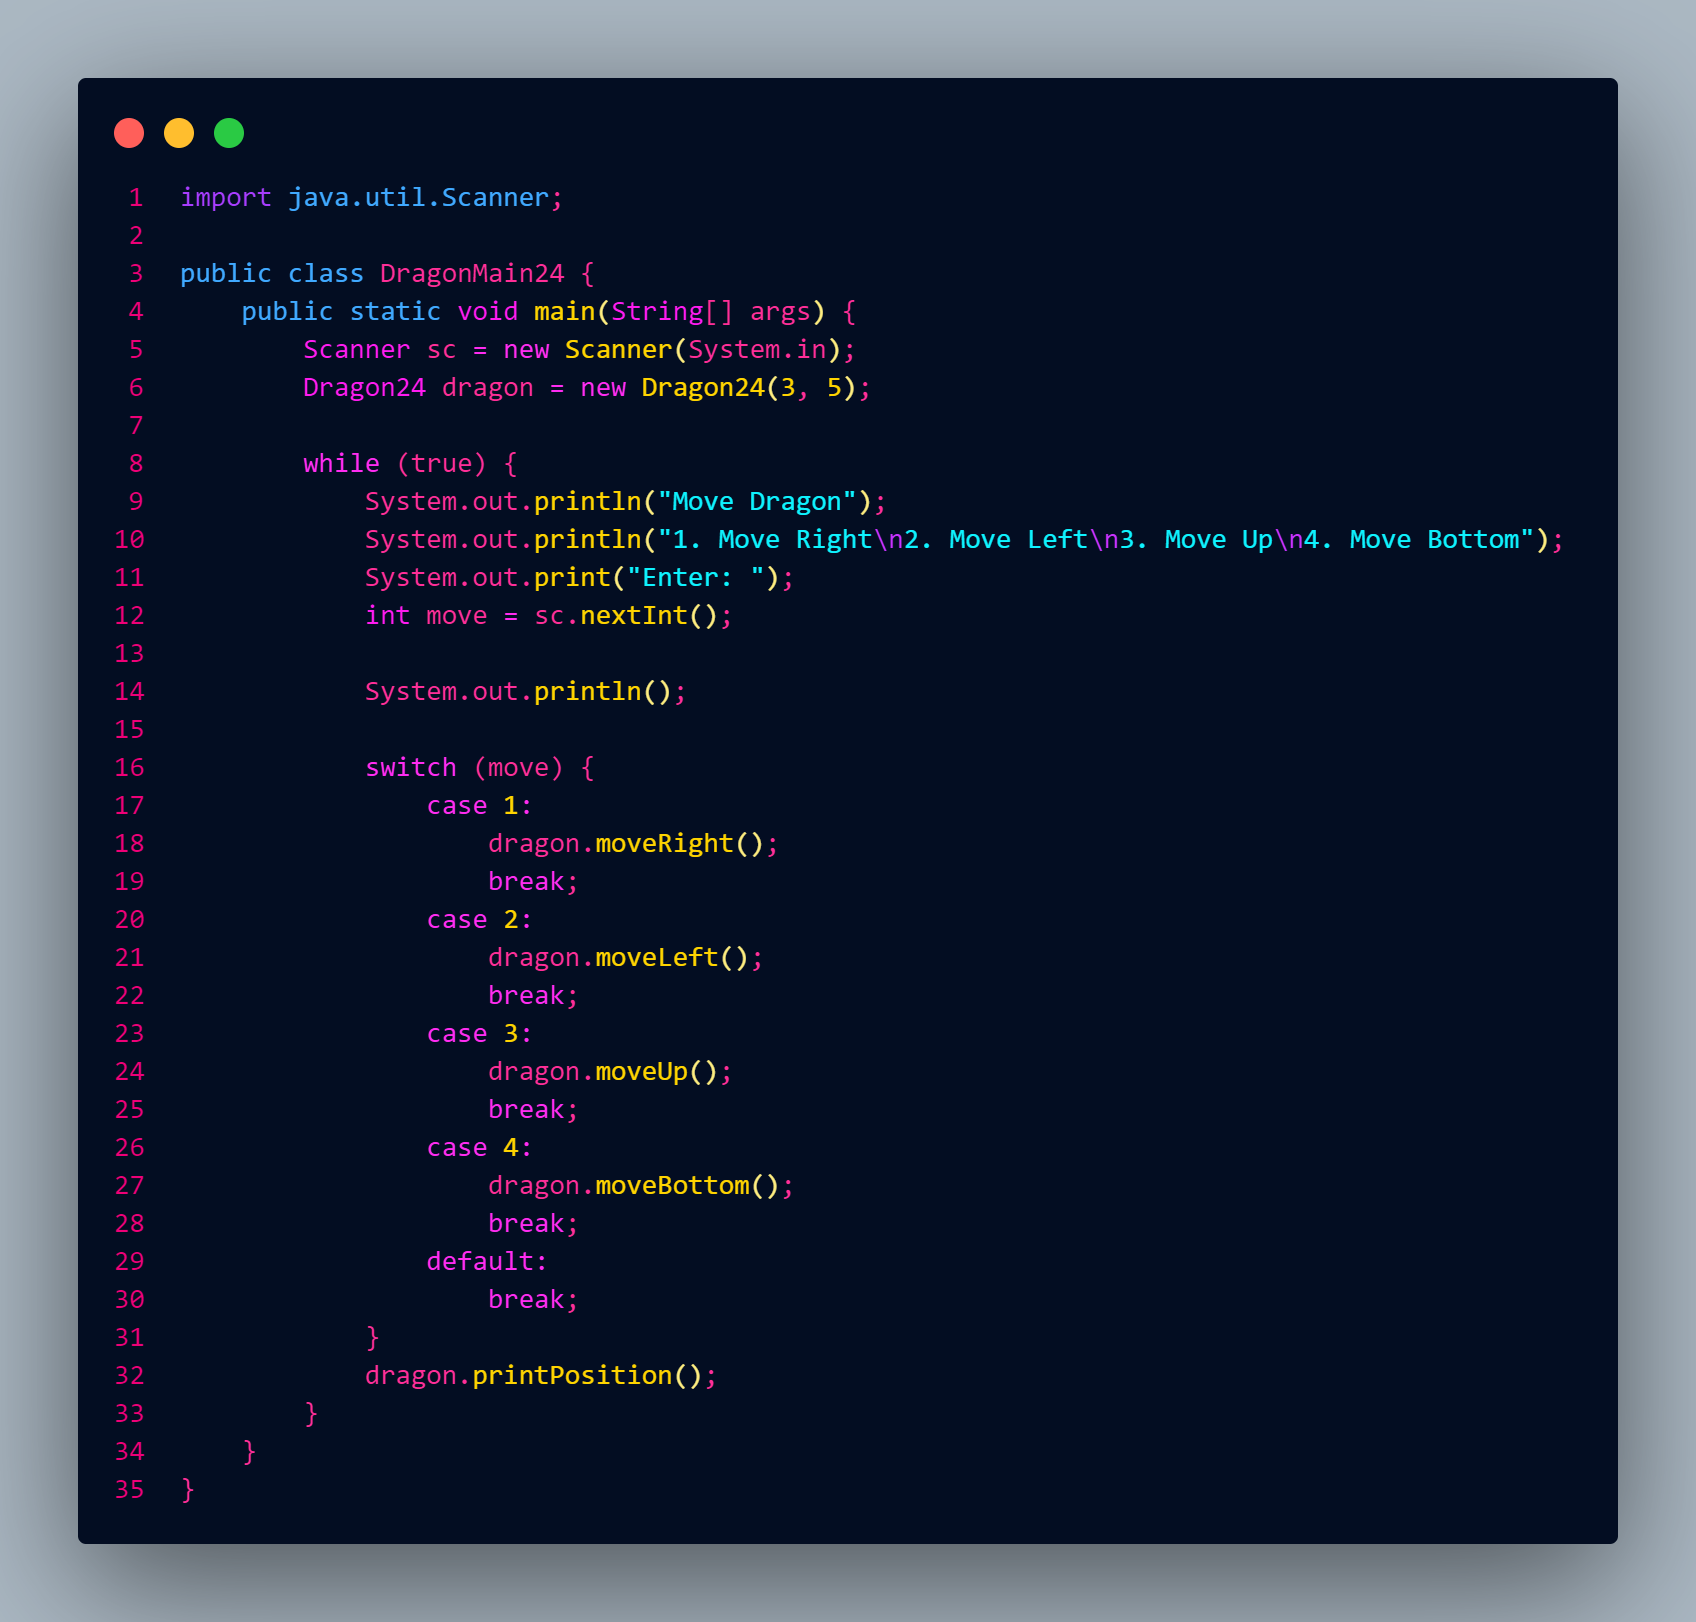 1 import java.util.Scanner;
2
3 public class DragonMain24 {
4     public static void main(String[] args) {
5         Scanner sc = new Scanner(System.in);
6         Dragon24 dragon = new Dragon24(3, 5);
7
8         while (true) {
9             System.out.println("Move Dragon");
10             System.out.println("1. Move Right\n2. Move Left\n3. Move Up\n4. Move Bottom");
11             System.out.print("Enter: ");
12             int move = sc.nextInt();
13
14             System.out.println();
15
16             switch (move) {
17                 case 1:
18                     dragon.moveRight();
19                     break;
20                 case 2:
21                     dragon.moveLeft();
22                     break;
23                 case 3:
24                     dragon.moveUp();
25                     break;
26                 case 4:
27                     dragon.moveBottom();
28                     break;
29                 default:
30                     break;
31             }
32             dragon.printPosition();
33         }
34     }
35 }